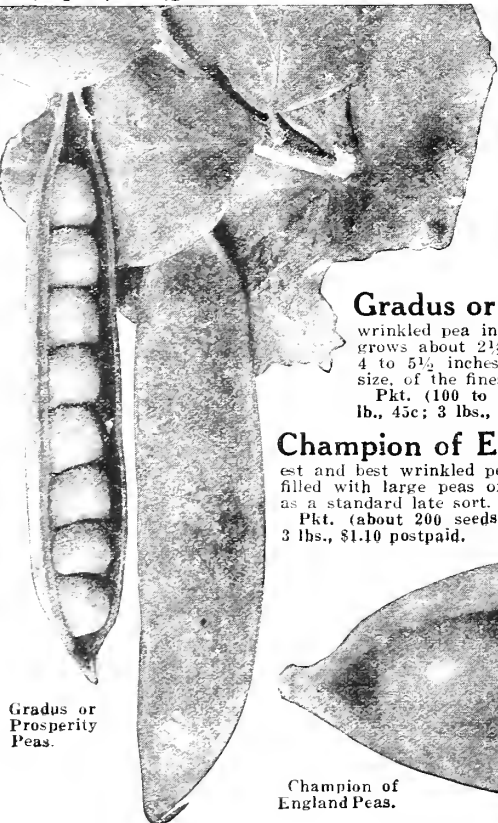 Gradus or
wrinkled pea in
grows about 2½
4 to 5½ inches
size, of the fine
Pkt. (100 to
lb., 45c; 3 lbs.,
Champion of E
est and best wrinkled pe
filled with large peas o
as a standard late sort.
Pkt. (about 200 seeds
3 lbs., $1.10 postpaid.
Gradus or
Prosperity
Peas.
Champion of
England Peas.